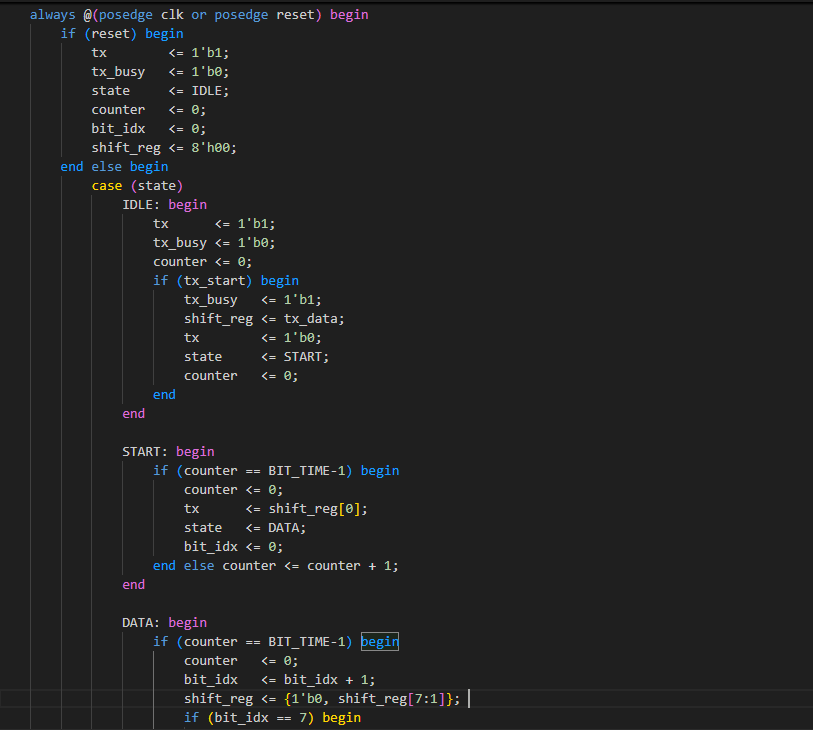 always @(posedge clk or posedge reset) begin
if (reset) begin
tx <= 1'b1;
tx_busy <= 1'b0;
state <= IDLE;
counter <= 0;
bit_idx <= 0;
shift_reg <= 8'h00;
end else begin
case (state)
IDLE: begin
tx <= 1'b1;
tx_busy <= 1'b0;
counter <= 0;
if (tx_start) begin
tx_busy <= 1'b1;
shift_reg <= tx_data;
tx <= 1'b0;
state <= START;
counter <= 0;
end
end
START: begin
if (counter == BIT_TIME-1) begin
counter <= 0;
tx <= shift_reg[0];
state <= DATA;
bit_idx <= 0;
end else counter <= counter + 1;
end
DATA: begin
if (counter == BIT_TIME-1) begin
counter <= 0;
bit_idx <= bit_idx + 1;
shift_reg <= {1'b0, shift_reg[7:1]};
if (bit_idx == 7) begin